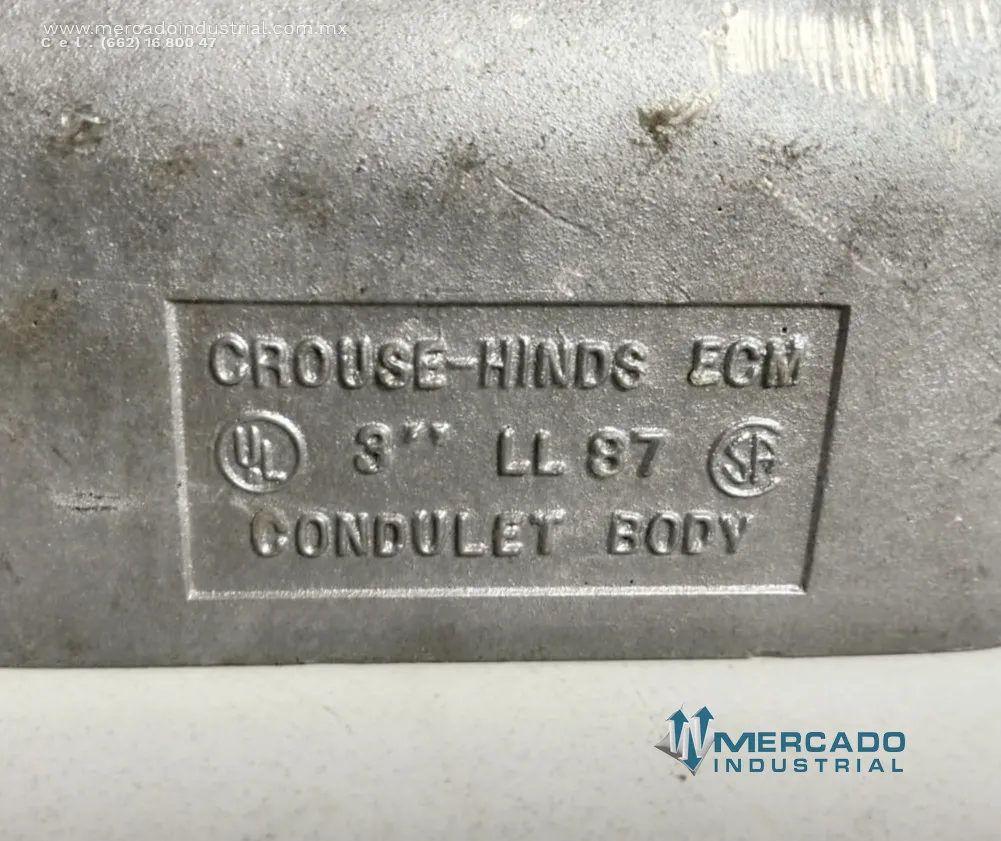 www.mercadoindustrial.com.mx
Cel. (662) 16 800 47
CROUSE-HINDS ECM
UL 3" LL 87 SA
CONDULET BODY
MERCADO
INDUSTRIAL